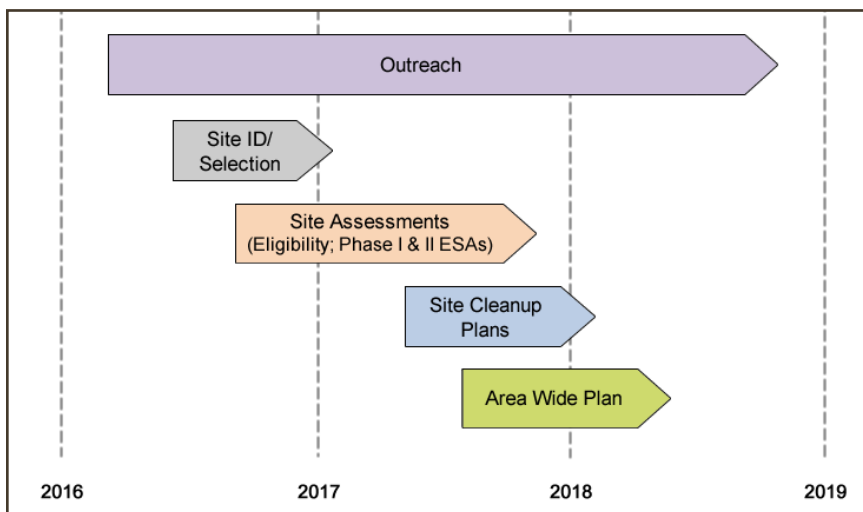 Outreach
Site ID/
Selection
Site Assessments
(Eligibility; Phase I & II ESAs)
Site Cleanup
Plans
Area Wide Plan
2016 2017 2018 2019